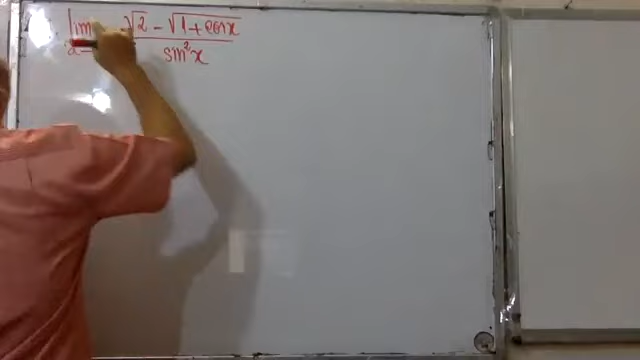 lim √2 - √1 + cos x
sin²x